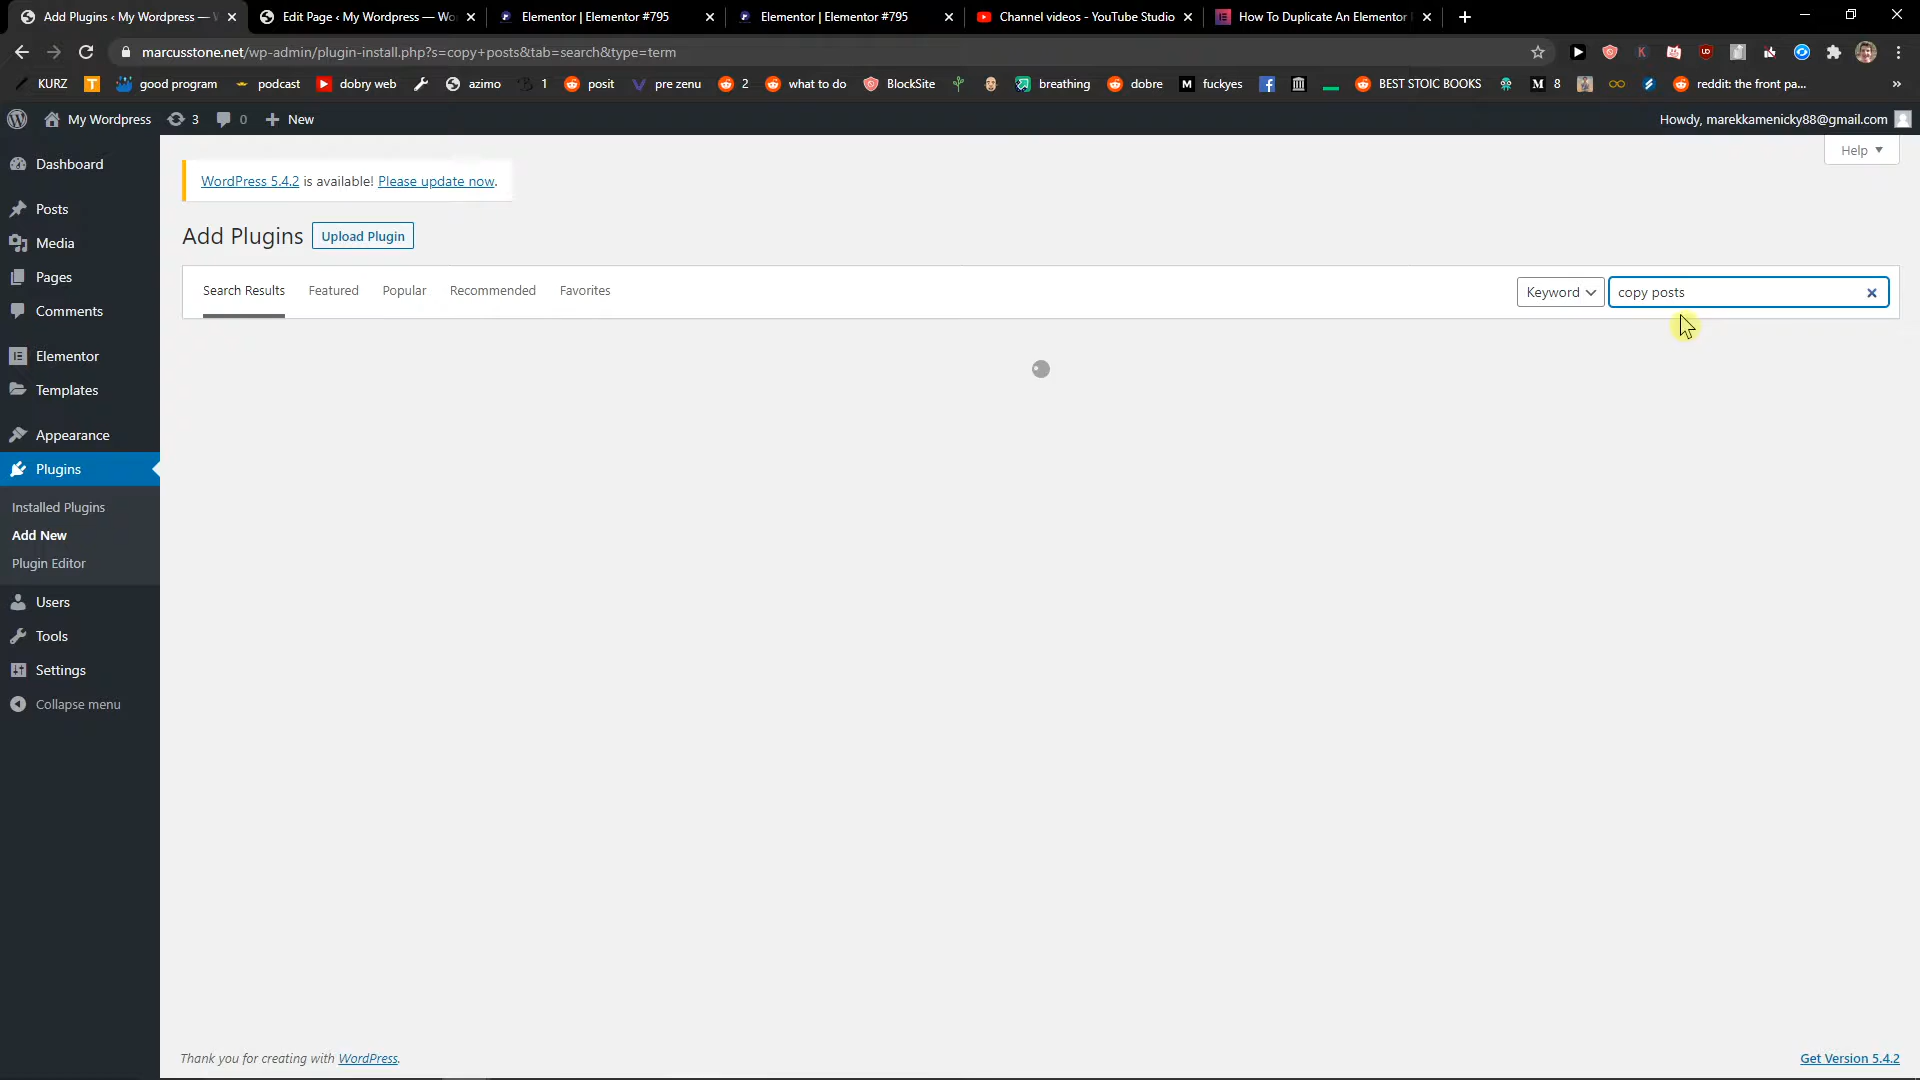 Add Plugins ‹ My Wordpress — W
Edit Page ‹ My Wordpress — Wo
Elementor | Elementor #795
Elementor | Elementor #795
Channel videos - YouTube Studio
How To Duplicate An Elementor
marcusstone.net/wp-admin/plugin-install.php?s=copy+posts&tab=search&type=term
KURZ
good program
podcast
dobry web
azimo
1
posit
pre zenu
2
what to do
BlockSite
breathing
dobre
fuckyes
BEST STOIC BOOKS
8
reddit: the front pa...
My Wordpress
3
0
New
Howdy, marekkamenicky88@gmail.com
Help
WordPress 5.4.2 is available! Please update now.
Add Plugins
Upload Plugin
Search Results
Featured
Popular
Recommended
Favorites
Keyword
copy posts
Dashboard
Posts
Media
Pages
Comments
Elementor
Templates
Appearance
Plugins
Installed Plugins
Add New
Plugin Editor
Users
Tools
Settings
Collapse menu
Thank you for creating with WordPress.
Get Version 5.4.2